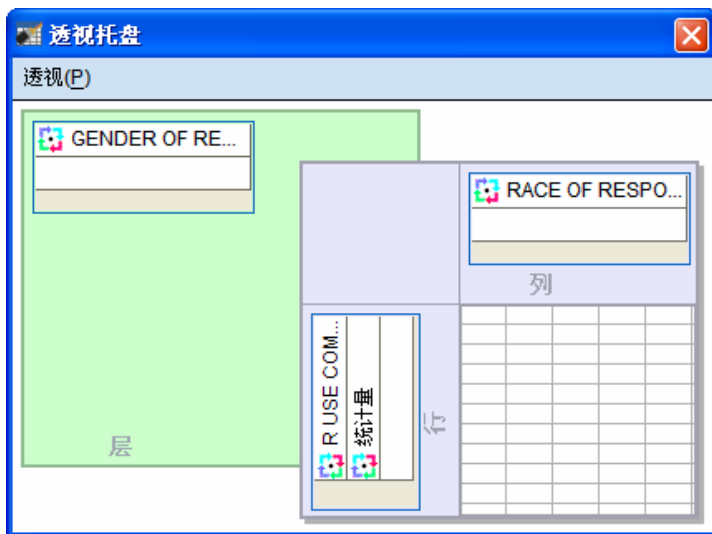 透视托盘
透视(P)
GENDER OF RE...
RACE OF RESPO...
列
R USE COM...
统计量
行
层